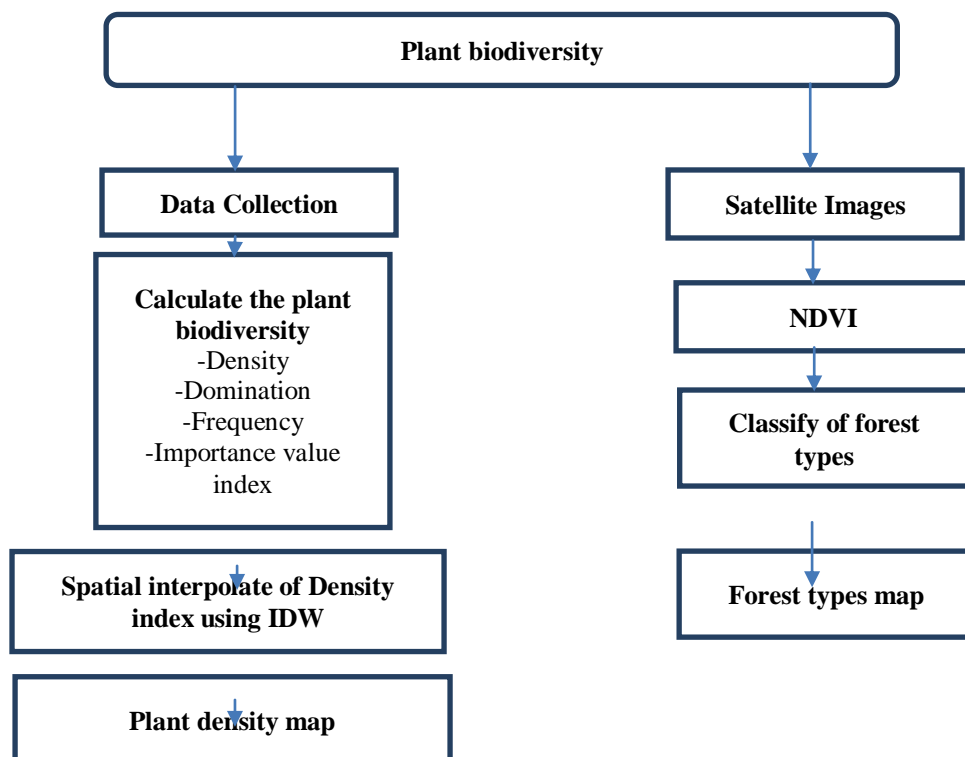 Plant biodiversity
Data Collection
Calculate the plant
biodiversity
-Density
-Domination
-Frequency
-Importance value
index
Spatial interpolate of Density
index using IDW
Plant density map
Satellite Images
NDVI
Classify of forest
types
Forest types map